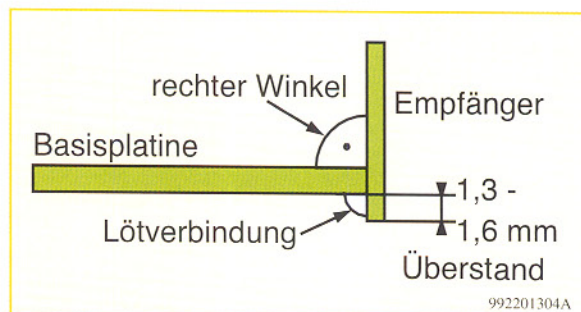 rechter Winkel
Empfänger
Basisplatine
1,3 -
Lötverbindung
1,6 mm
Überstand
992201304A